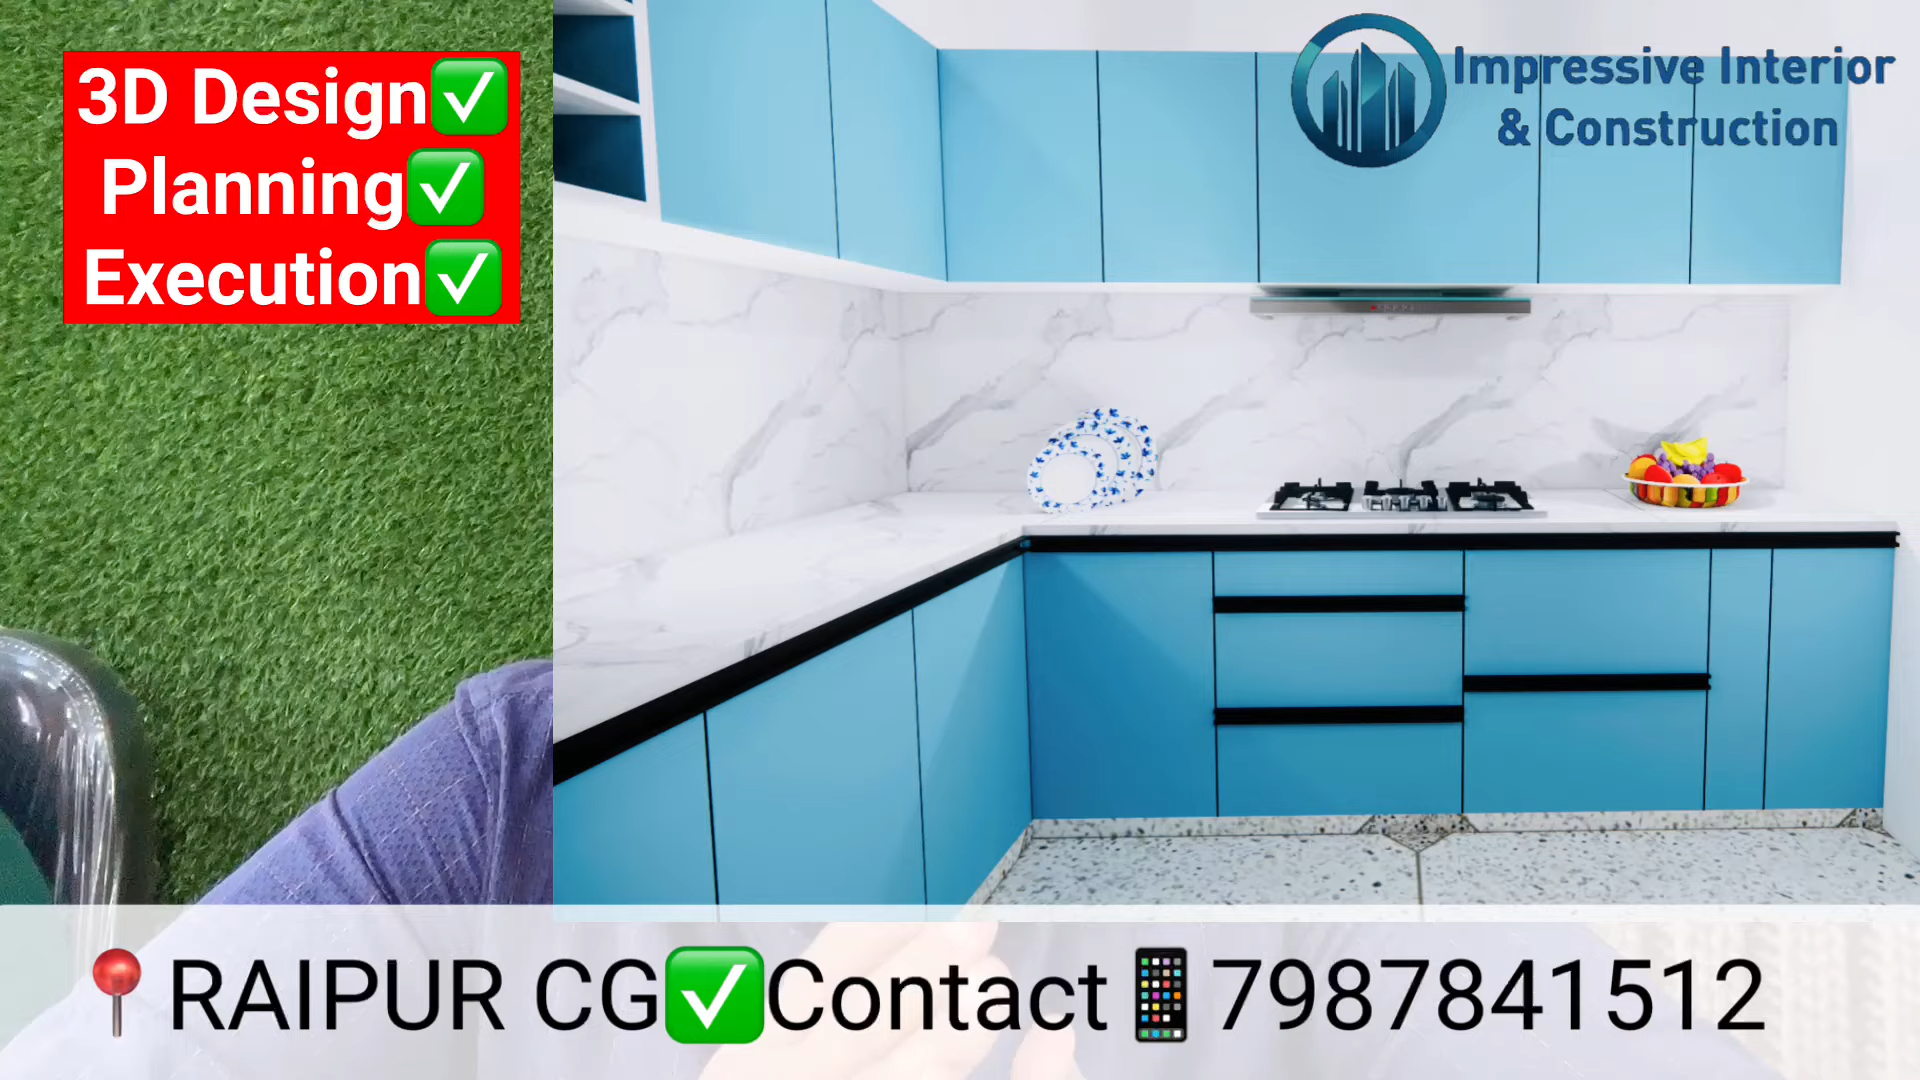 3D Design✅
Planning✅
Execution✅
Impressive Interior
& Construction
📍RAIPUR CG✅Contact📱7987841512